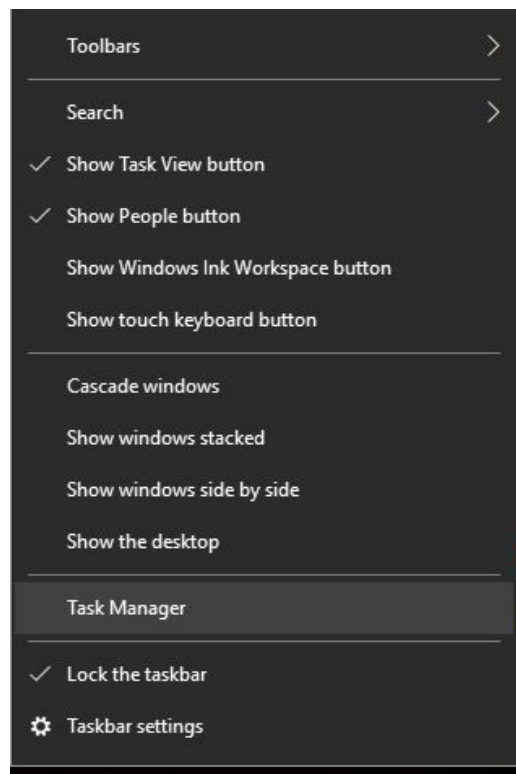 Toolbars
Search
Show Task View button
Show People button
Show Windows Ink Workspace button
Show touch keyboard button
Cascade windows
Show windows stacked
Show windows side by side
Show the desktop
Task Manager
Lock the taskbar
Taskbar settings